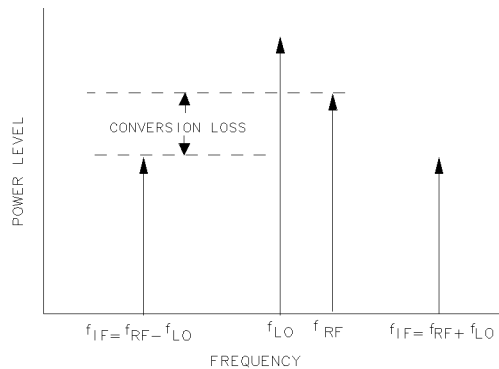 CONVERSION LOSS
POWER LEVEL
fIF=fRF-fLO
fLO
fRF
fIF=fRF+fLO
FREQUENCY